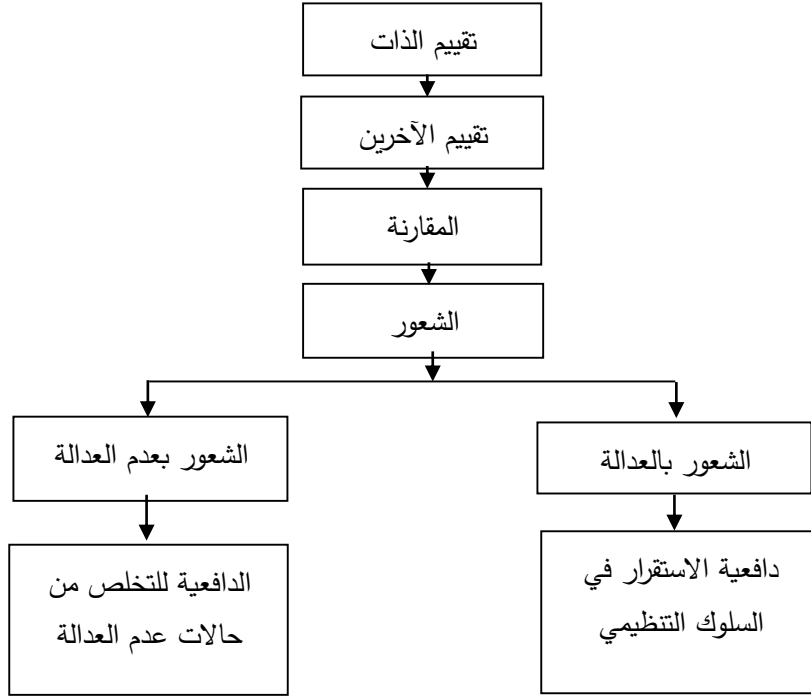 تقييم الذات
تقييم الآخرين
المقارنة
الشعور
الشعور بالعدالة
الشعور بعدم العدالة
دافعية الاستقرار في
السلوك التنظيمي
الدافعية للتخلص من
حالات عدم العدالة